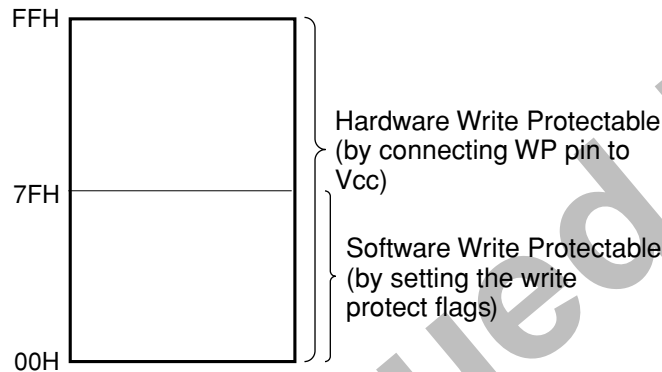 FFH
Hardware Write Protectable
(by connecting WP pin to
Vcc)
7FH
Software Write Protectable
(by setting the write
protect flags)
00H
ued